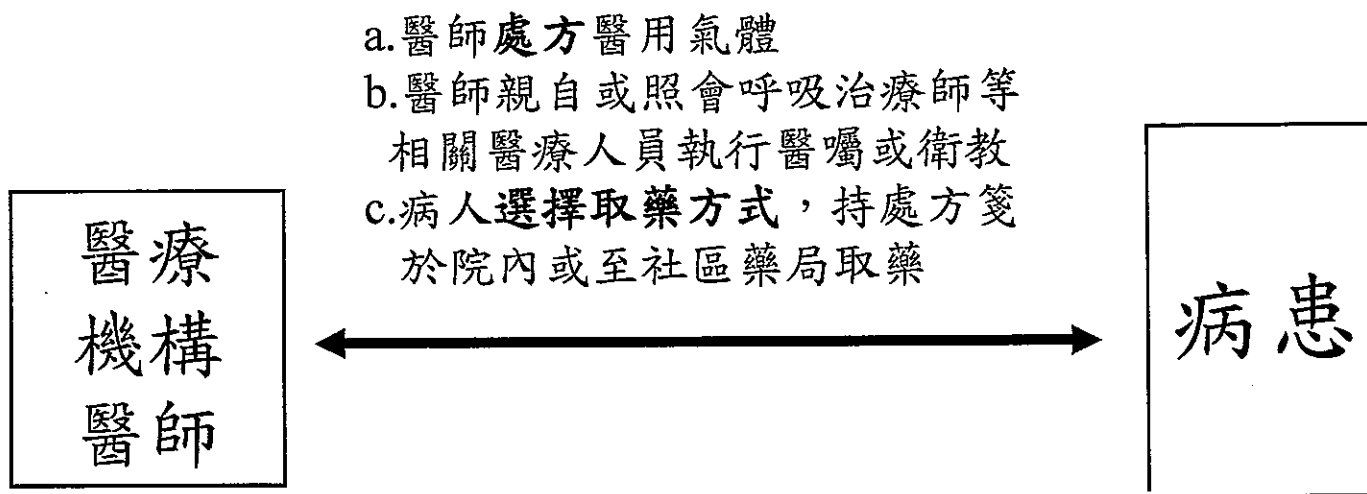 a.醫師處方醫用氣體
b.醫師親自或照會呼吸治療師等
相關醫療人員執行醫囑或衛教
c.病人選擇取藥方式，持處方箋
於院內或至社區藥局取藥
醫療
機構
醫師
病患